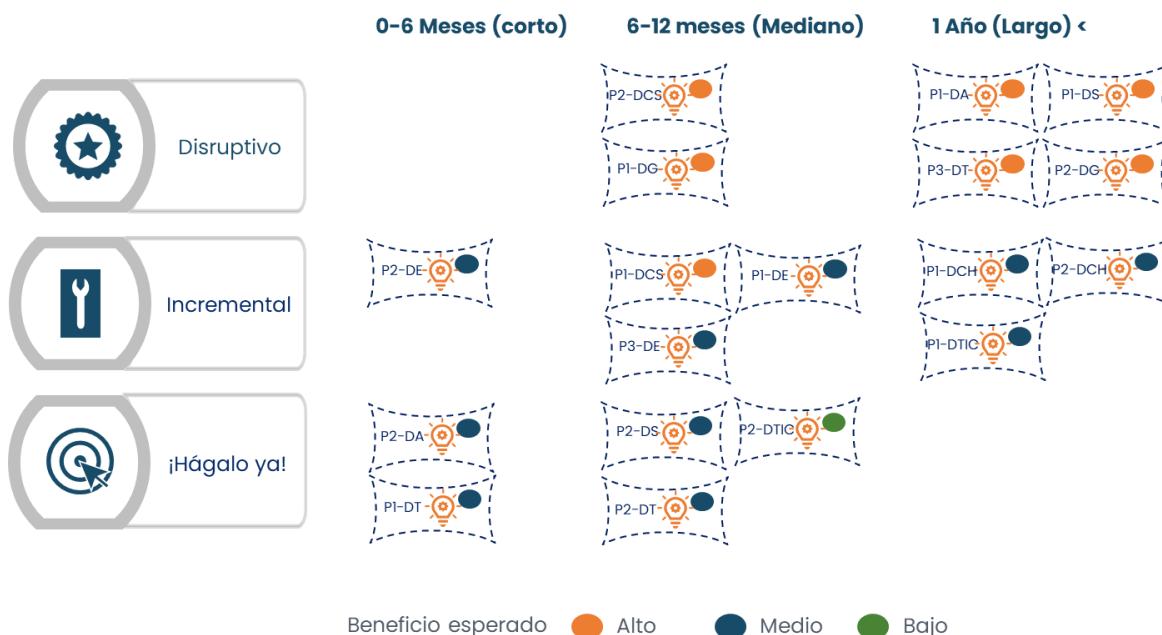 0-6 Meses (corto)
6-12 meses (Mediano)
1 Año (Largo) <
Disruptivo
P2-DCS
P1-DA
P1-DS
P1-DG
P3-DT
P2-DG
Incremental
P2-DE
P1-DCS
P1-DE
P1-DCH
P2-DCH
P3-DE
P1-DTIC
¡Hágalo ya!
P2-DA
P2-DS
P2-DTIC
P1-DT
P2-DT
Beneficio esperado
Alto
Medio
Bajo